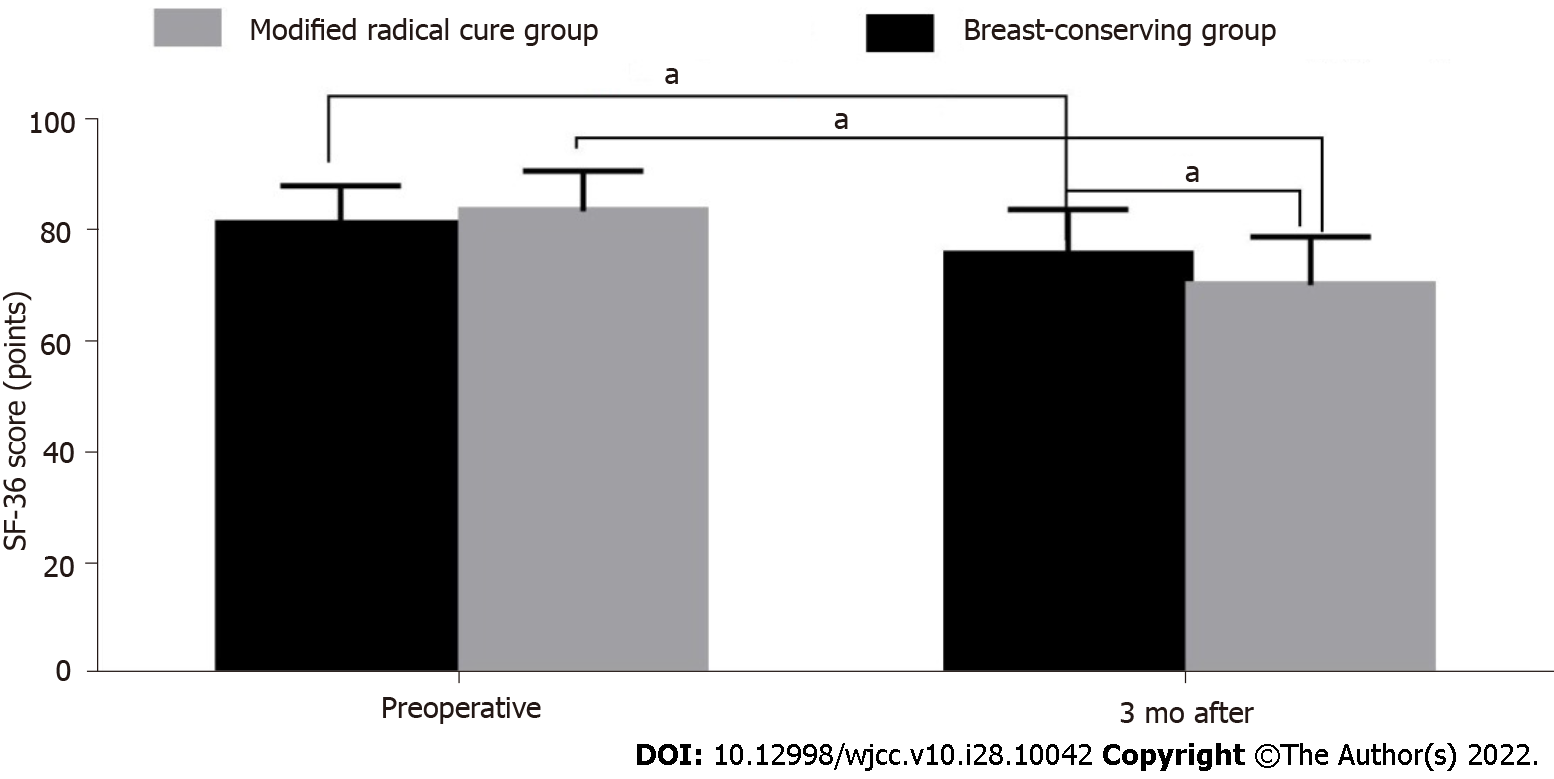 Modified radical cure group
Breast-conserving group
a
a
a
100
80
60
40
20
0
SF-36 score (points)
Preoperative
3 mo after
DOI: 10.12998/wjcc.v10.i28.10042 Copyright ©The Author(s) 2022.